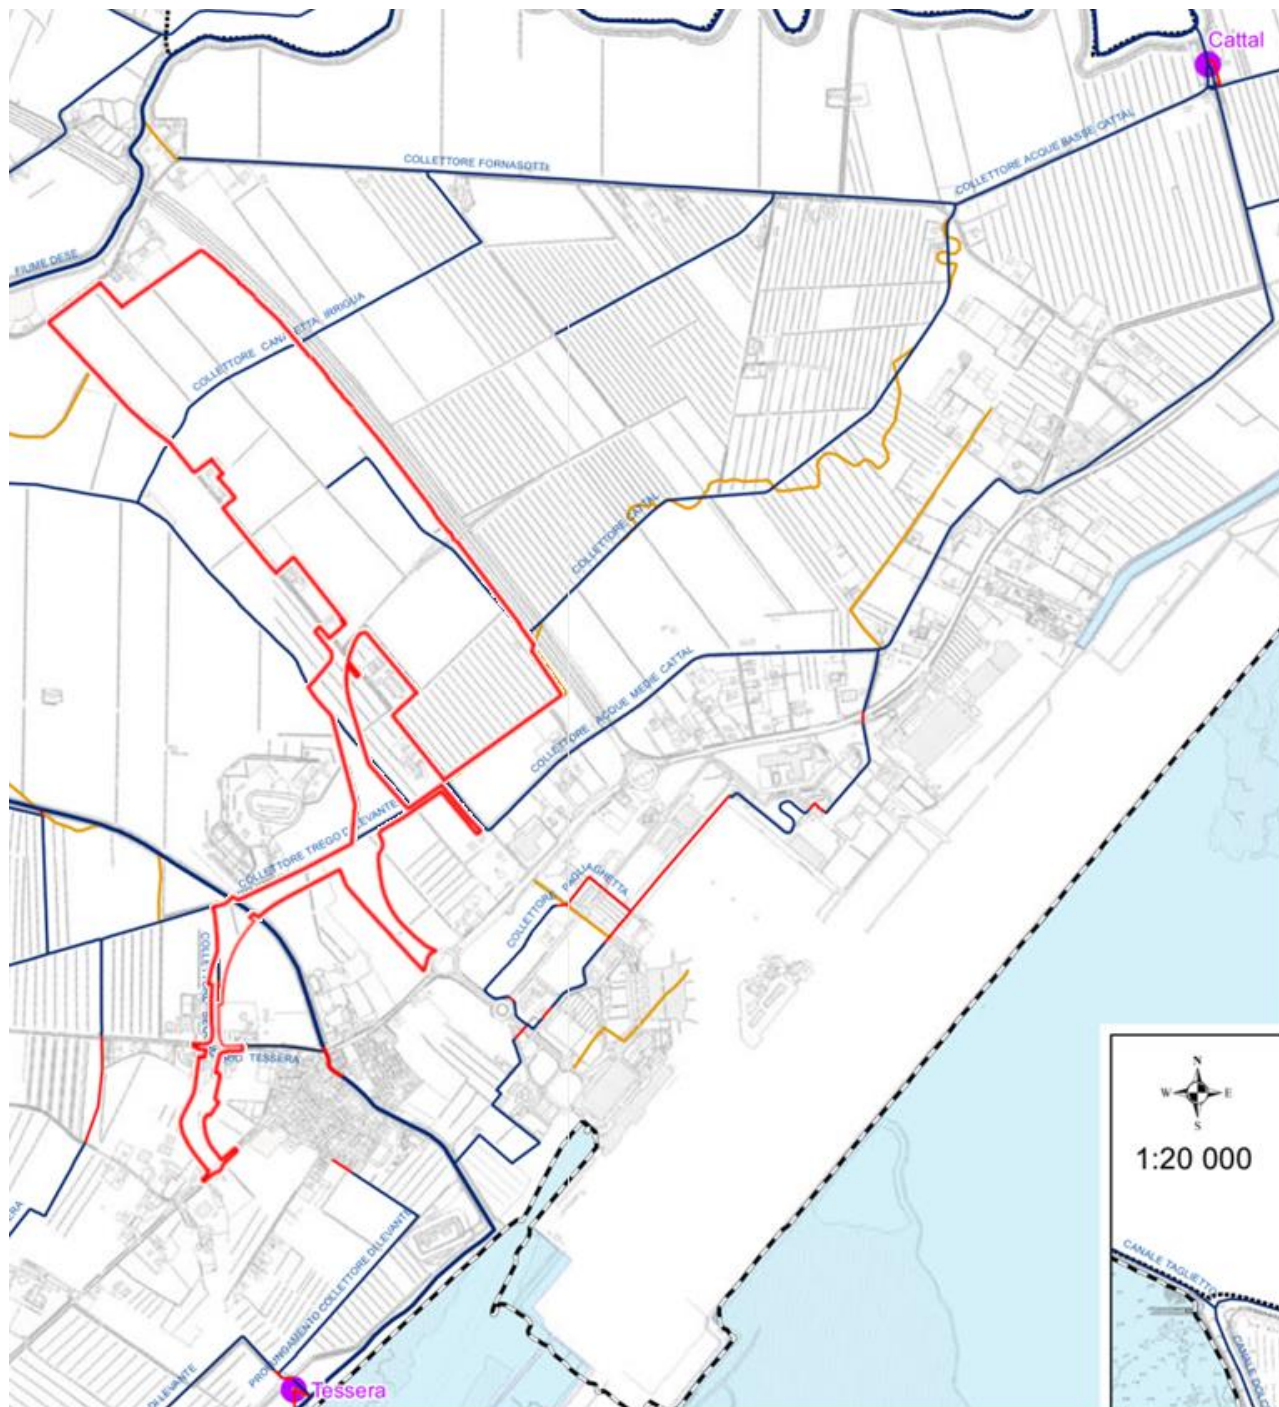 Cattal
COLLETTORE ACQUE BASSE CATTAL
COLLETTORE FORNASOTTI
FIUME DESE
COLLETTORE CANALETTA IRRIGUA
COLLETTORE CATTAL
COLLETTORE ACQUE MEDIE CATTAL
COLLETTORE TREGO DI LEVANTE
COLLETTORE PAGLIAGHETTA
RIO TESSERA
N
W E
S
1:20 000
PROLUNGAMENTO COLLETTORE DI LEVANTE
DI LEVANTE
Tessera
CANALE TAGLIETTO